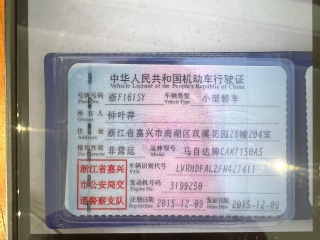 中华人民共和国机动车行驶证
Vehicle License of the People's Republic of China
号牌号码 浙F161SY 车辆类型 小型轿车
Plate No. Vehicle Type
所有人 钟叶萍
Owner
住址 浙江省嘉兴市南湖区双溪花园28幢204室
Address
使用性质 非营运 品牌型号 马自达牌CAM7150A5
Use Character Model
浙江省嘉兴 车辆识别代号 LVRHDFAL2FN427411
VIN
市公安局交 发动机号码 3T99250
Engine No.
通警察支队 注册日期 2015-12-09 发证日期 2015-12-09
Register Date Issue Date